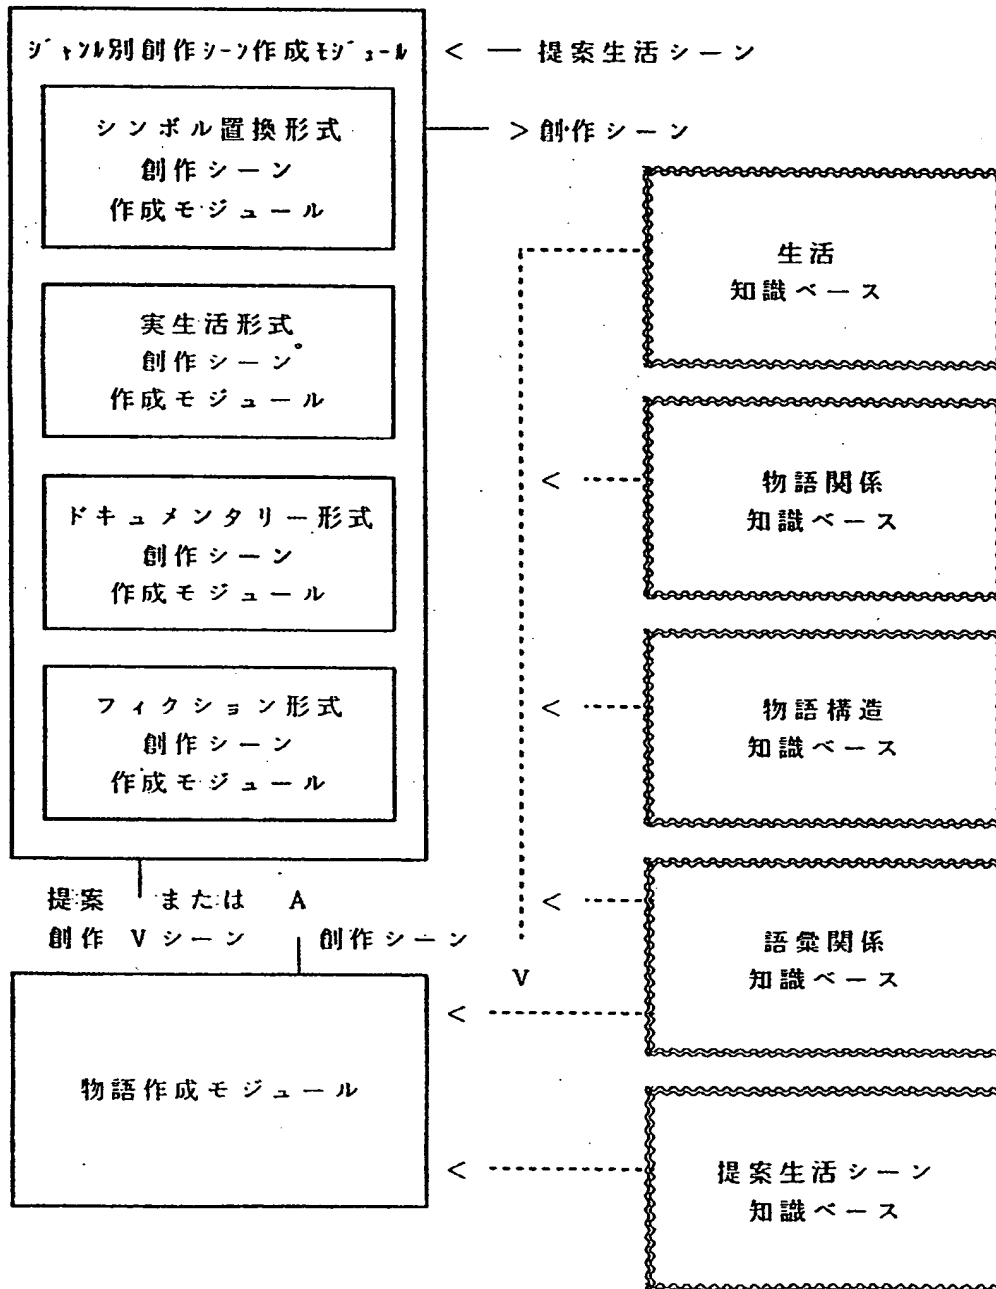 ジャンル別創作シーン作成モジュール
< — 提案生活シーン
シンボル置換形式
創作シーン
作成モジュール
> 創作シーン
実生活形式
創作シーン
作成モジュール
ドキュメンタリー形式
創作シーン
作成モジュール
フィクション形式
創作シーン
作成モジュール
提案 または A
創作 V シーン 創作シーン
物語作成モジュール
生活
知識ベース
<
物語関係
知識ベース
<
物語構造
知識ベース
<
語彙関係
知識ベース
V
<
<
提案生活シーン
知識ベース